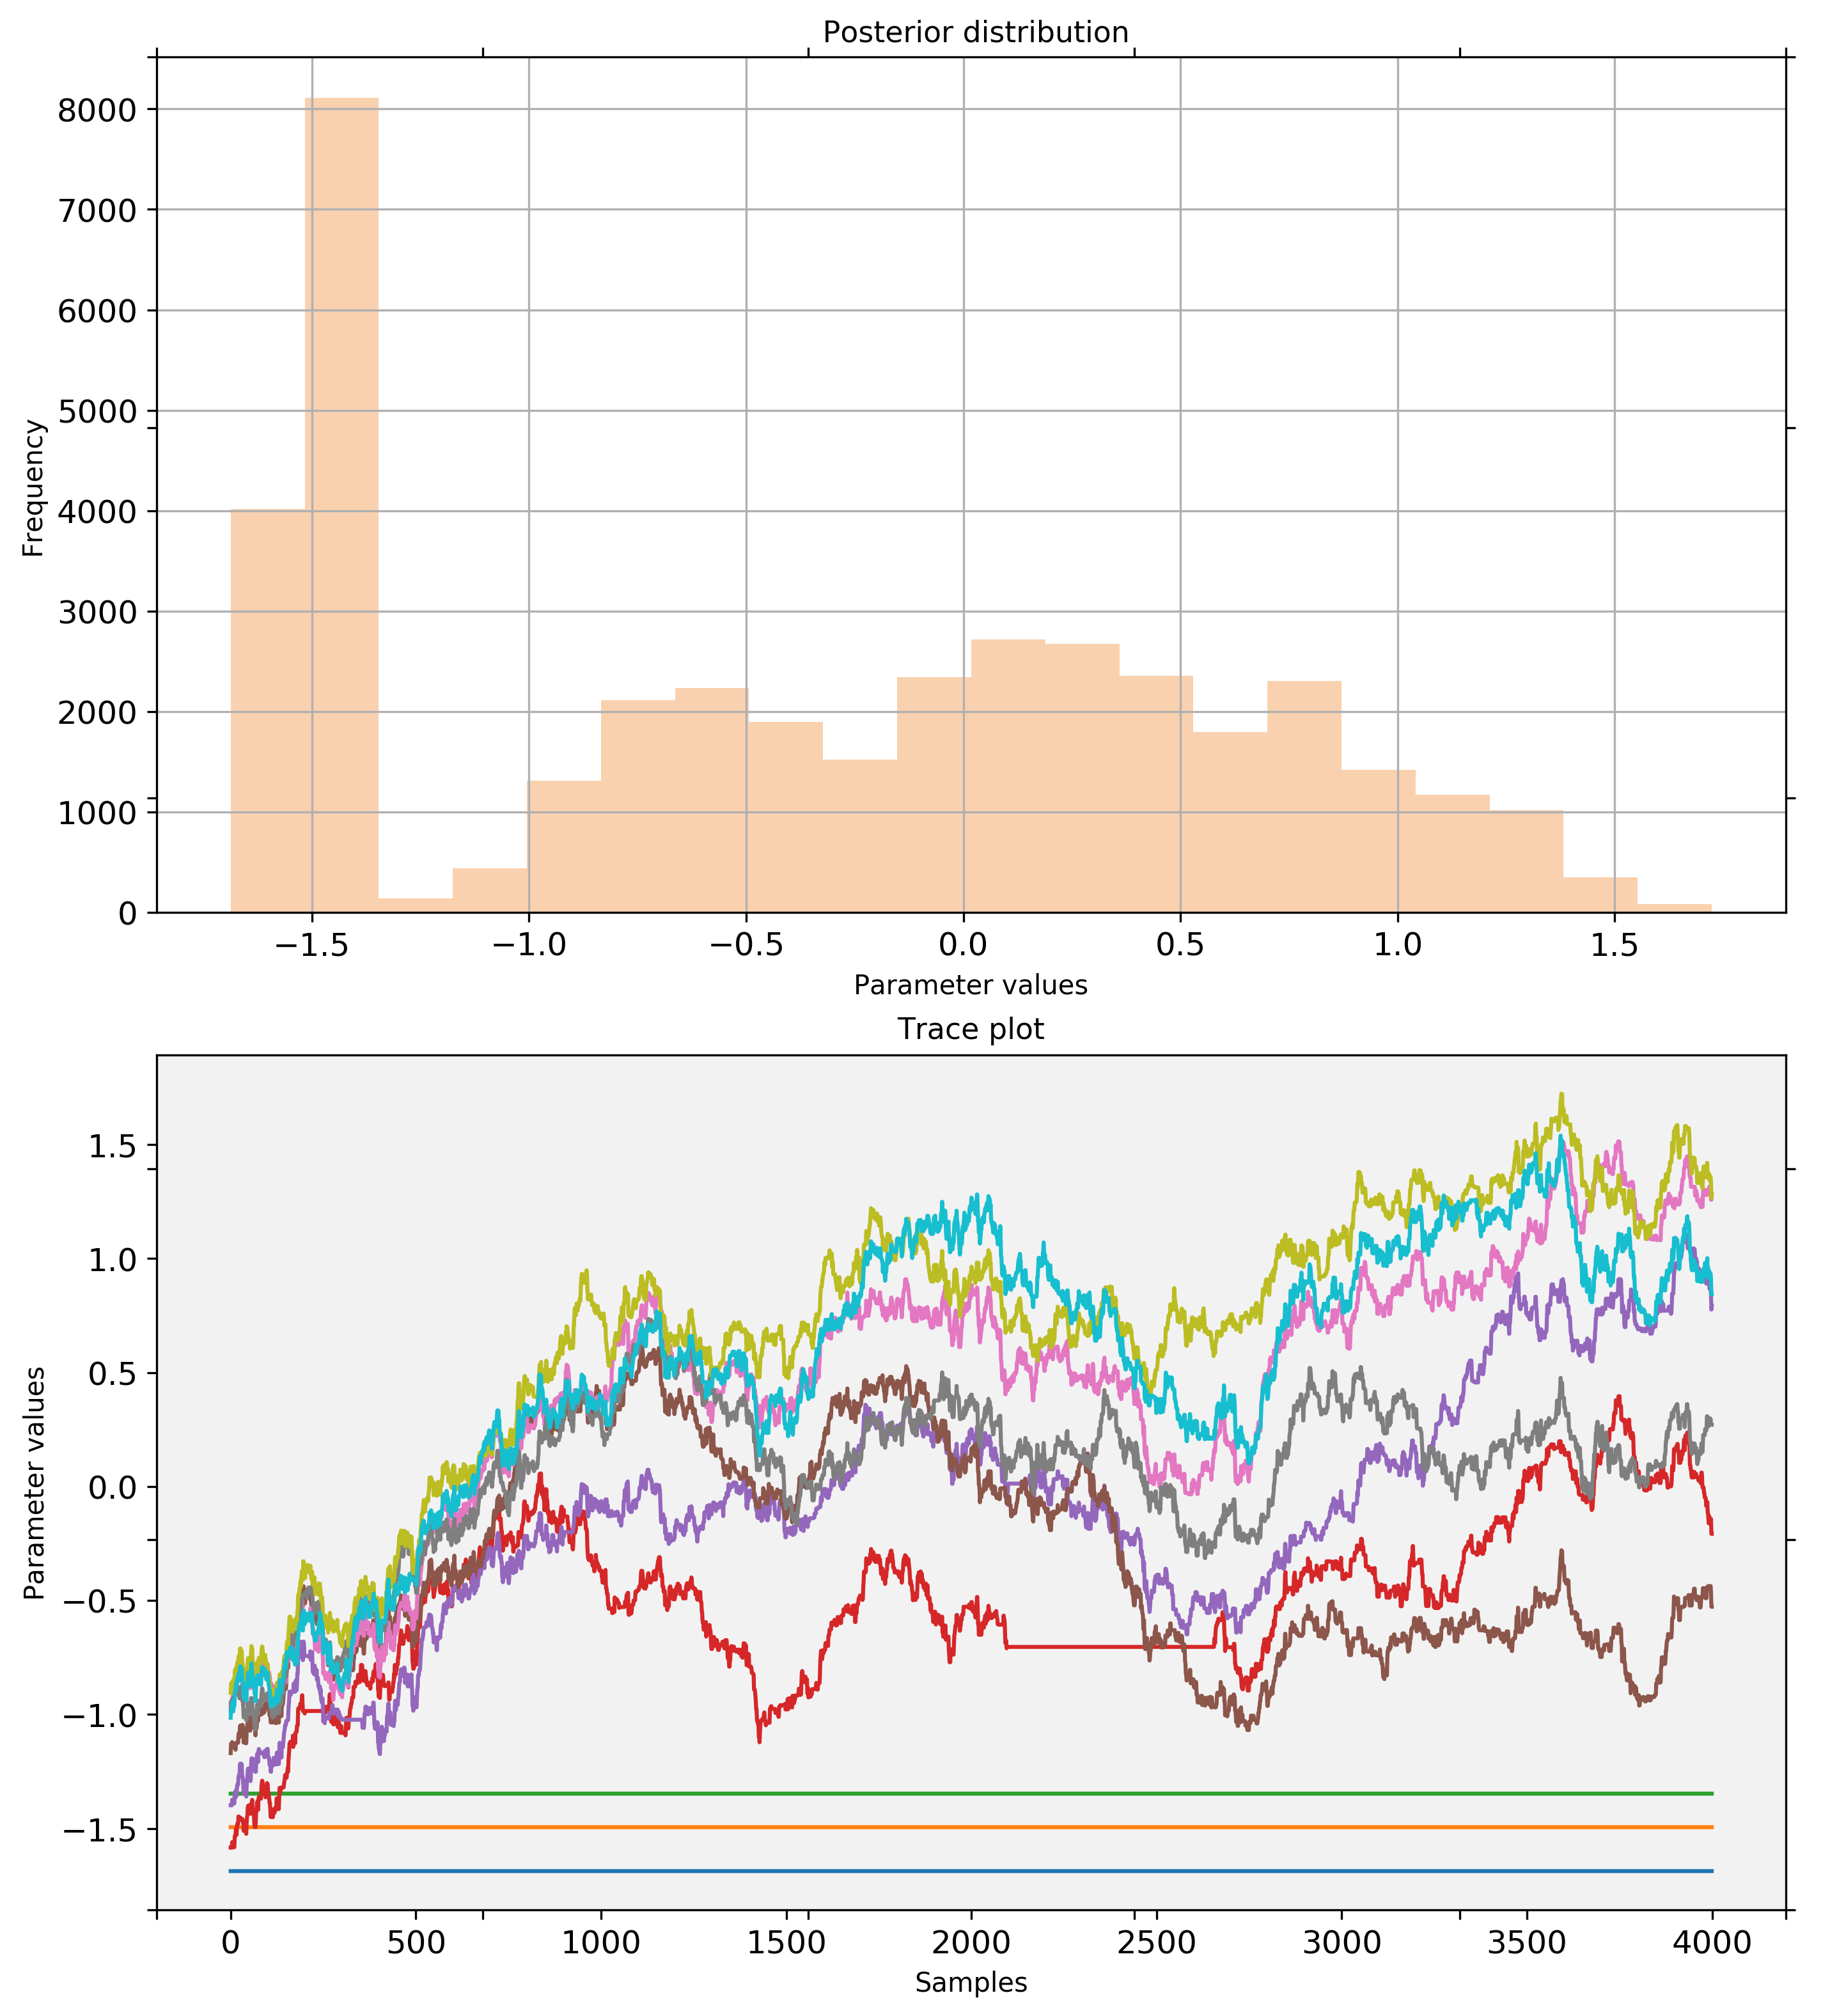 Posterior distribution
8000
7000
6000
5000
4000
3000
2000
1000
0
Frequency
−1.5 −1.0 −0.5 0.0 0.5 1.0 1.5
Parameter values
Trace plot
1.5
1.0
0.5
0.0
−0.5
−1.0
−1.5
Parameter values
0 500 1000 1500 2000 2500 3000 3500 4000
Samples